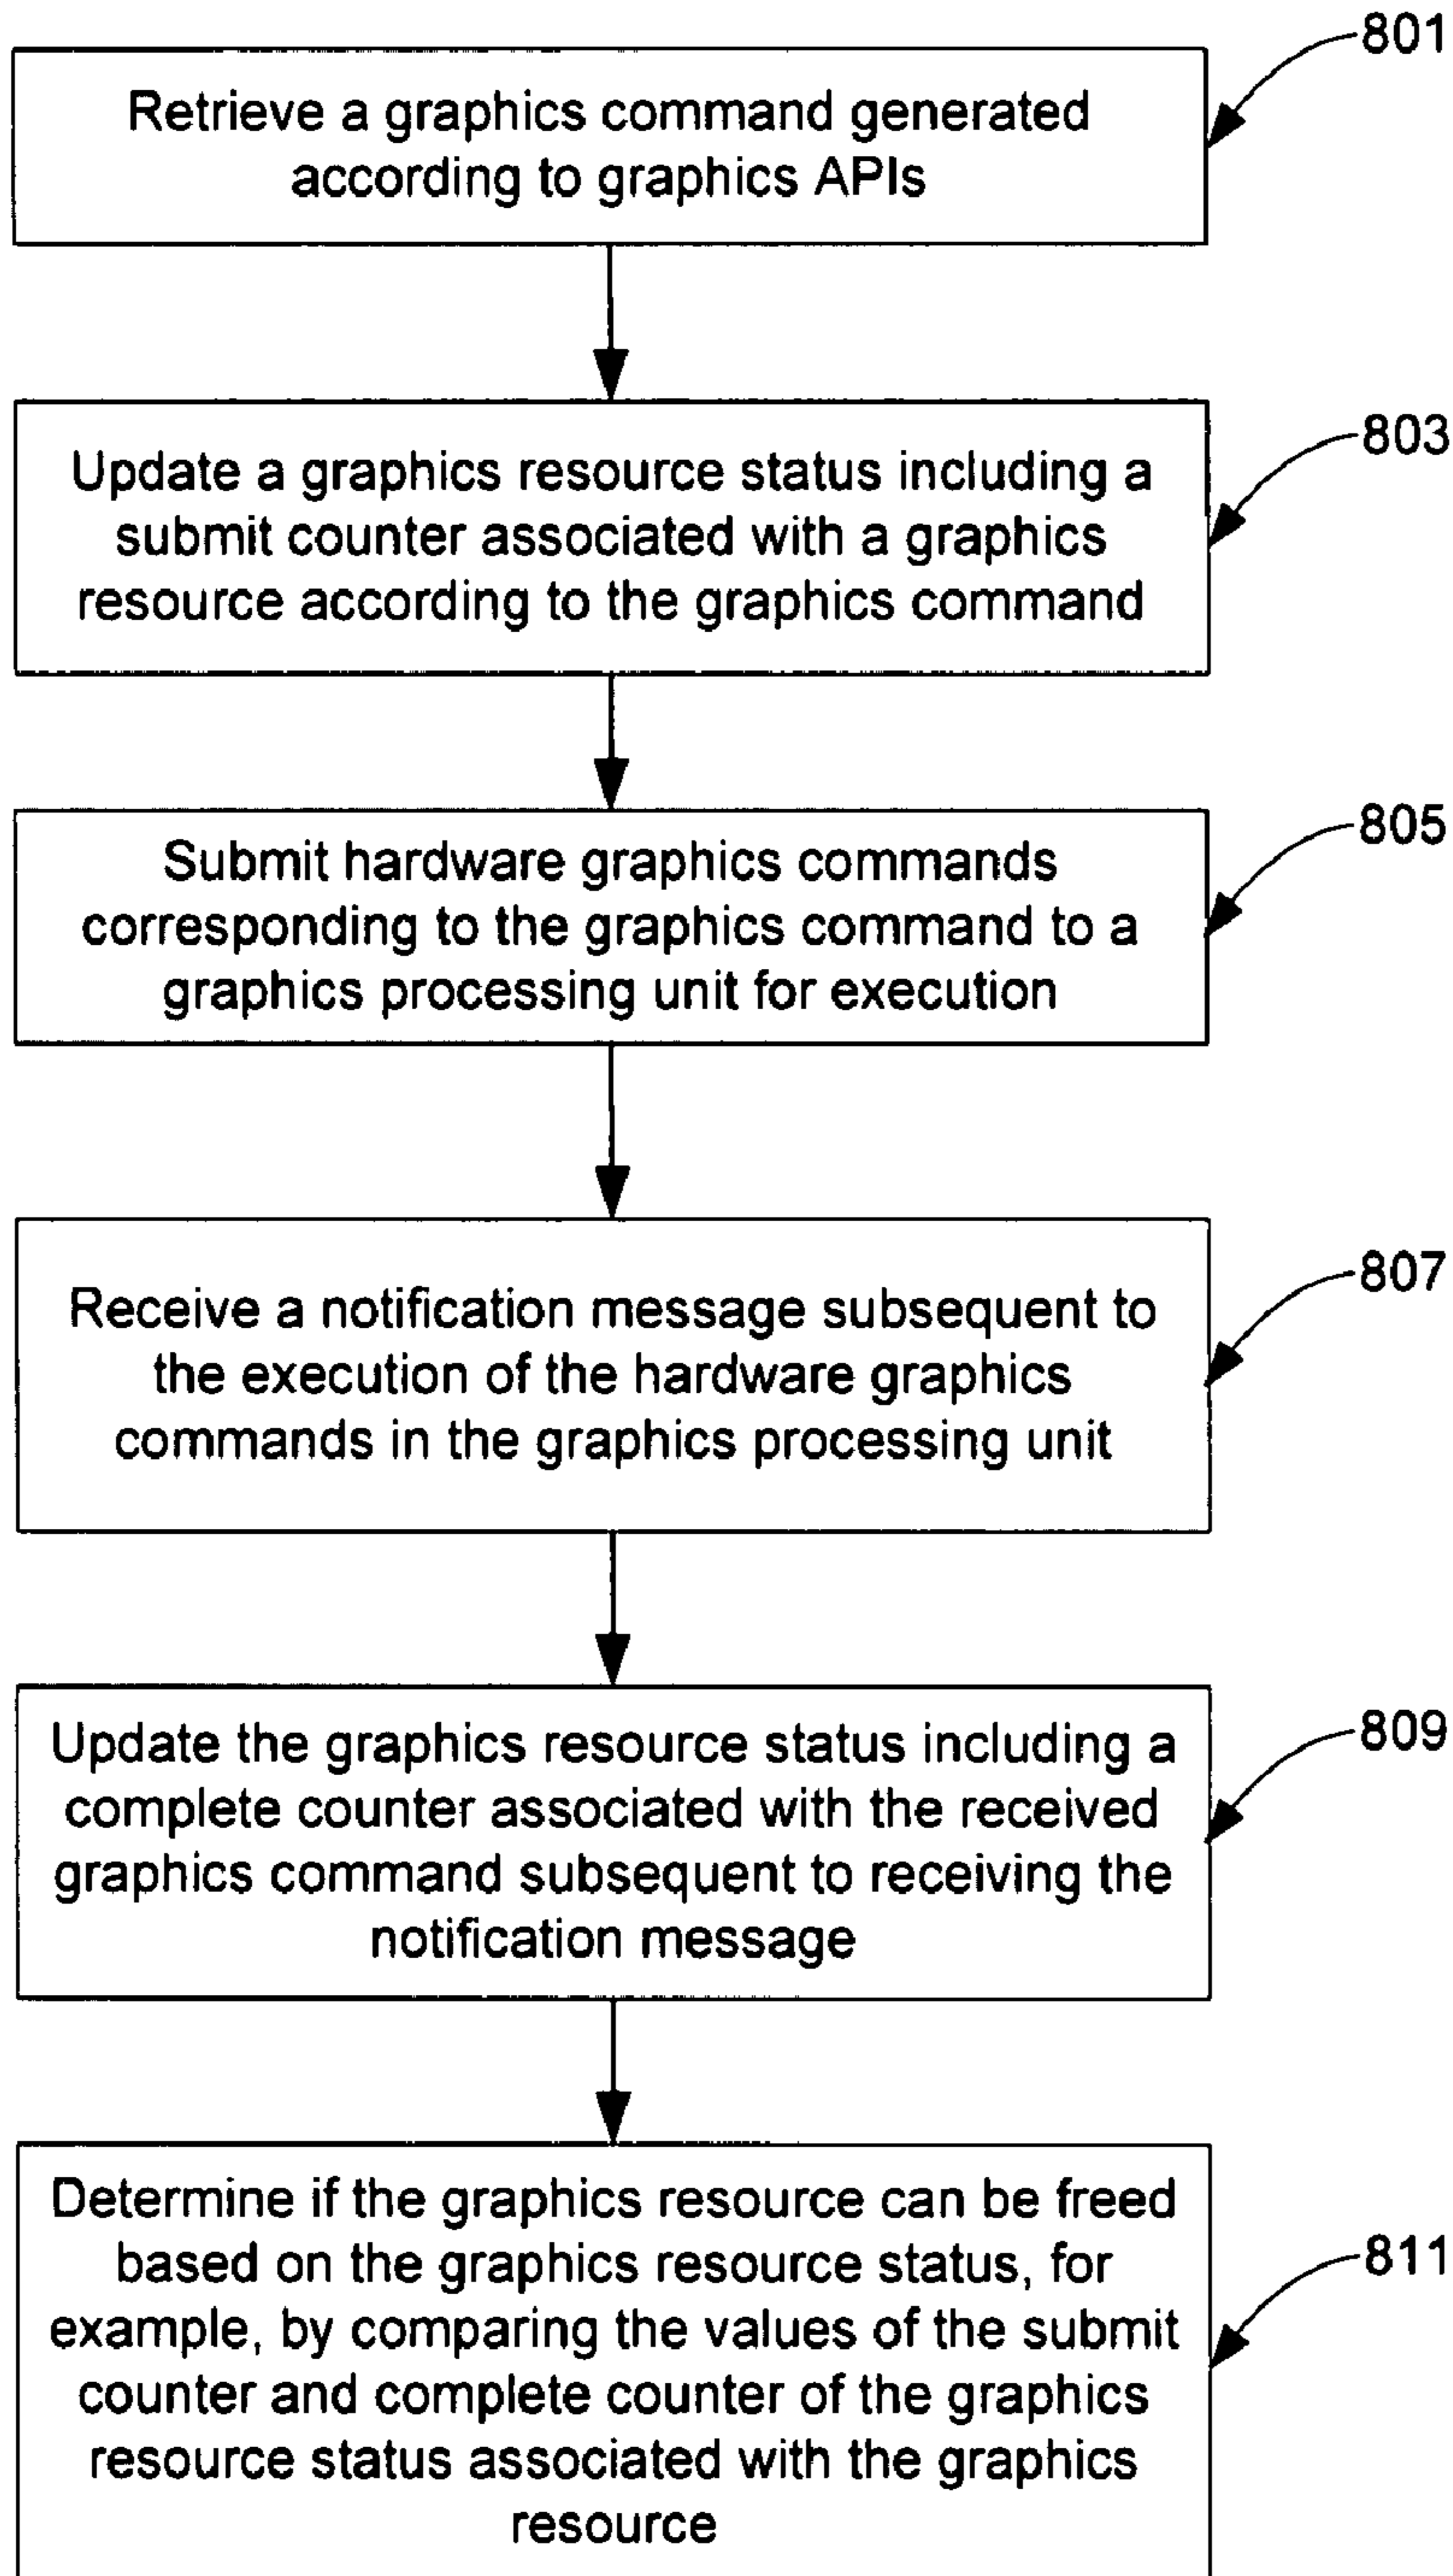 801
Retrieve a graphics command generated
according to graphics APIs
803
Update a graphics resource status including a
submit counter associated with a graphics
resource according to the graphics command
805
Submit hardware graphics commands
corresponding to the graphics command to a
graphics processing unit for execution
807
Receive a notification message subsequent to
the execution of the hardware graphics
commands in the graphics processing unit
809
Update the graphics resource status including a
complete counter associated with the received
graphics command subsequent to receiving the
notification message
811
Determine if the graphics resource can be freed
based on the graphics resource status, for
example, by comparing the values of the submit
counter and complete counter of the graphics
resource status associated with the graphics
resource